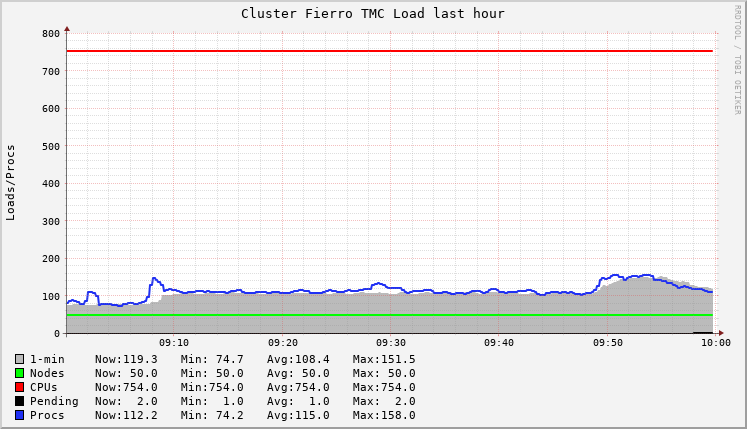 Cluster Fierro TMC Load last hour
RRDTOOL / TOBI OETIKER
Loads/Procs
800
700
600
500
400
300
200
100
0
09:10 09:20 09:30 09:40 09:50 10:00
1-min Now:119.3 Min: 74.7 Avg:108.4 Max:151.5
Nodes Now: 50.0 Min: 50.0 Avg: 50.0 Max: 50.0
CPUs Now:754.0 Min:754.0 Avg:754.0 Max:754.0
Pending Now: 2.0 Min: 1.0 Avg: 1.0 Max: 2.0
Procs Now:112.2 Min: 74.2 Avg:115.0 Max:158.0